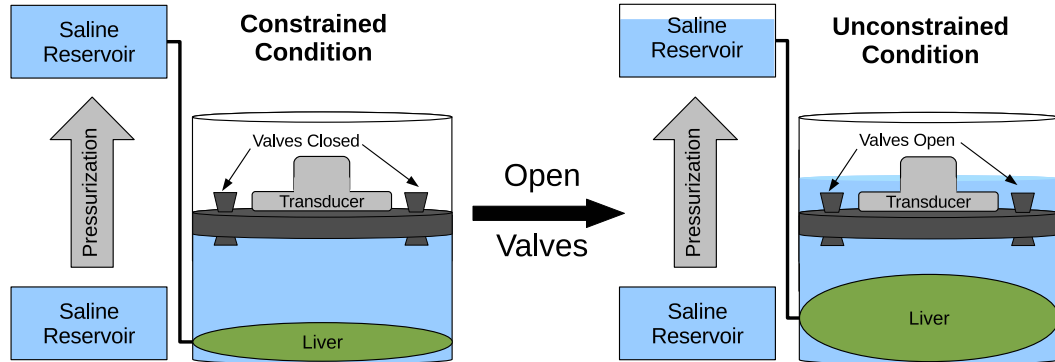 Saline
Reservoir
Constrained
Condition
Pressurization
Valves Closed
Transducer
Saline
Reservoir
Liver
Open
Valves
Saline
Reservoir
Unconstrained
Condition
Pressurization
Valves Open
Transducer
Saline
Reservoir
Liver